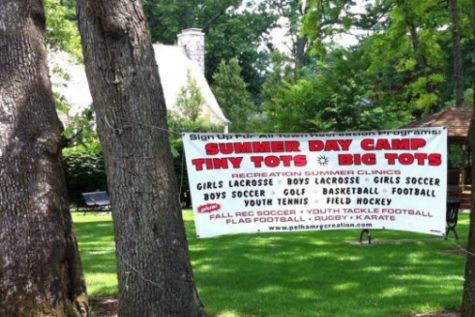 Sign Up For All Town Recreation Programs:
SUMMER DAY CAMP
TINY TOTS BIG TOTS
RECREATION SUMMER CLINICS
GIRLS LACROSSE • BOYS LACROSSE • GIRLS SOCCER
BOYS SOCCER • GOLF • BASKETBALL • FOOTBALL
YOUTH TENNIS • FIELD HOCKEY
plus!
FALL REC SOCCER • YOUTH TACKLE FOOTBALL
FLAG FOOTBALL • RUGBY • KARATE
www.pelhamrecreation.com